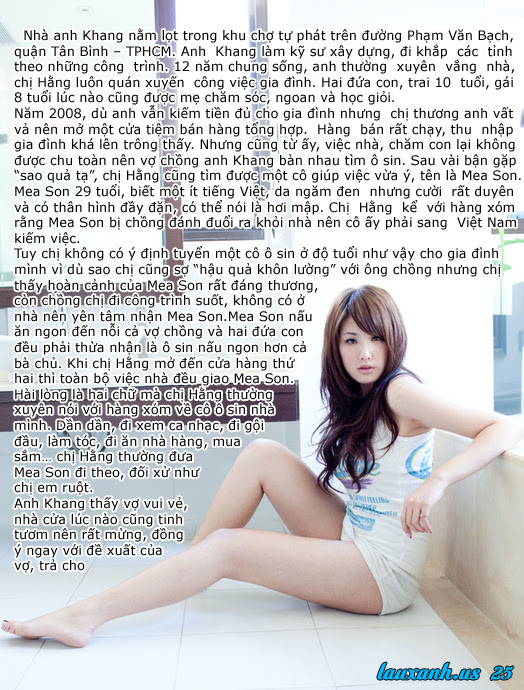 Nhà anh Khang nằm lọt trong khu chợ tự phát trên đường Phạm Văn Bạch,
quận Tân Bình – TPHCM. Anh Khang làm kỹ sư xây dựng, đi khắp các tỉnh
theo những công trình. 12 năm chung sống, anh thường xuyên vắng nhà,
chị Hằng luôn quán xuyến công việc gia đình. Hai đứa con, trai 10 tuổi, gái
8 tuổi lúc nào cũng được mẹ chăm sóc, ngoan và học giỏi.
Năm 2008, dù anh vẫn kiếm tiền đủ cho gia đình nhưng chị thương anh vất
vả nên mở một cửa tiệm bán hàng tổng hợp. Hàng bán rất chạy, thu nhập
gia đình khá lên trông thấy. Nhưng cũng từ ấy, việc nhà, chăm con lại không
được chu toàn nên vợ chồng anh Khang bàn nhau tìm ô sin. Sau vài bận gặp
“sao quả tạ”, chị Hằng cũng tìm được một cô giúp việc vừa ý, tên là Mea Son.
Mea Son 29 tuổi, biết một ít tiếng Việt, da ngăm đen nhưng cười rất duyên
và có thân hình đầy đặn, có thể nói là hơi mập. Chị Hằng kể với hàng xóm
rằng Mea Son bị chồng đánh đuổi ra khỏi nhà nên cô ấy phải sang Việt Nam
kiếm việc.
Tuy chị không có ý định tuyển một cô ô sin ở độ tuổi như vậy cho gia đình
mình vì dù sao chị cũng sợ “hậu quả khôn lường” với ông chồng nhưng chị
thấy hoàn cảnh của Mea Son rất đáng thương,
còn chồng chị đi công trình suốt, không có ở
nhà nên yên tâm nhận Mea Son.Mea Son nấu
ăn ngon đến nỗi cả vợ chồng và hai đứa con
đều phải thừa nhận là ô sin nấu ngon hơn cả
bà chủ. Khi chị Hằng mở đến cửa hàng thứ
hai thì toàn bộ việc nhà đều giao Mea Son.
Hài lòng là hai chữ mà chị Hằng thường
xuyên nói với hàng xóm về cô ô sin nhà
mình. Dần dần, đi xem ca nhạc, đi gội
đầu, làm tóc, đi ăn nhà hàng, mua
sắm… chị Hằng thường đưa
Mea Son đi theo, đối xử như
chị em ruột.
Anh Khang thấy vợ vui vẻ,
nhà cửa lúc nào cũng tinh
tươm nên rất mừng, đồng
ý ngay với đề xuất của
vợ, trả cho
lauxanh.us 25